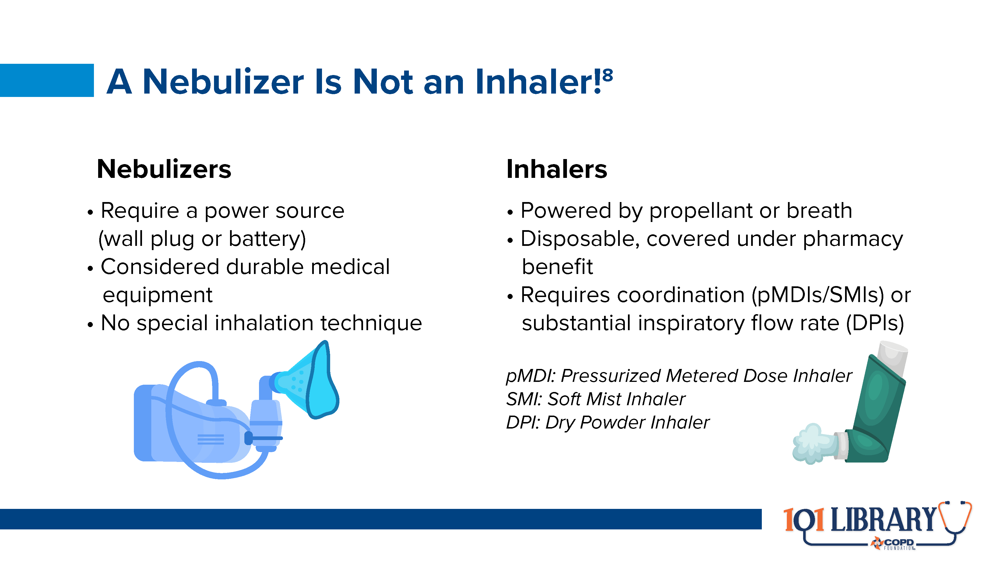 A Nebulizer Is Not an Inhaler!⁸
Nebulizers
• Require a power source
(wall plug or battery)
• Considered durable medical
equipment
• No special inhalation technique
Inhalers
• Powered by propellant or breath
• Disposable, covered under pharmacy
benefit
• Requires coordination (pMDIs/SMIs) or
substantial inspiratory flow rate (DPIs)
pMDI: Pressurized Metered Dose Inhaler
SMI: Soft Mist Inhaler
DPI: Dry Powder Inhaler
101 LIBRARY
COPD
FOUNDATION®